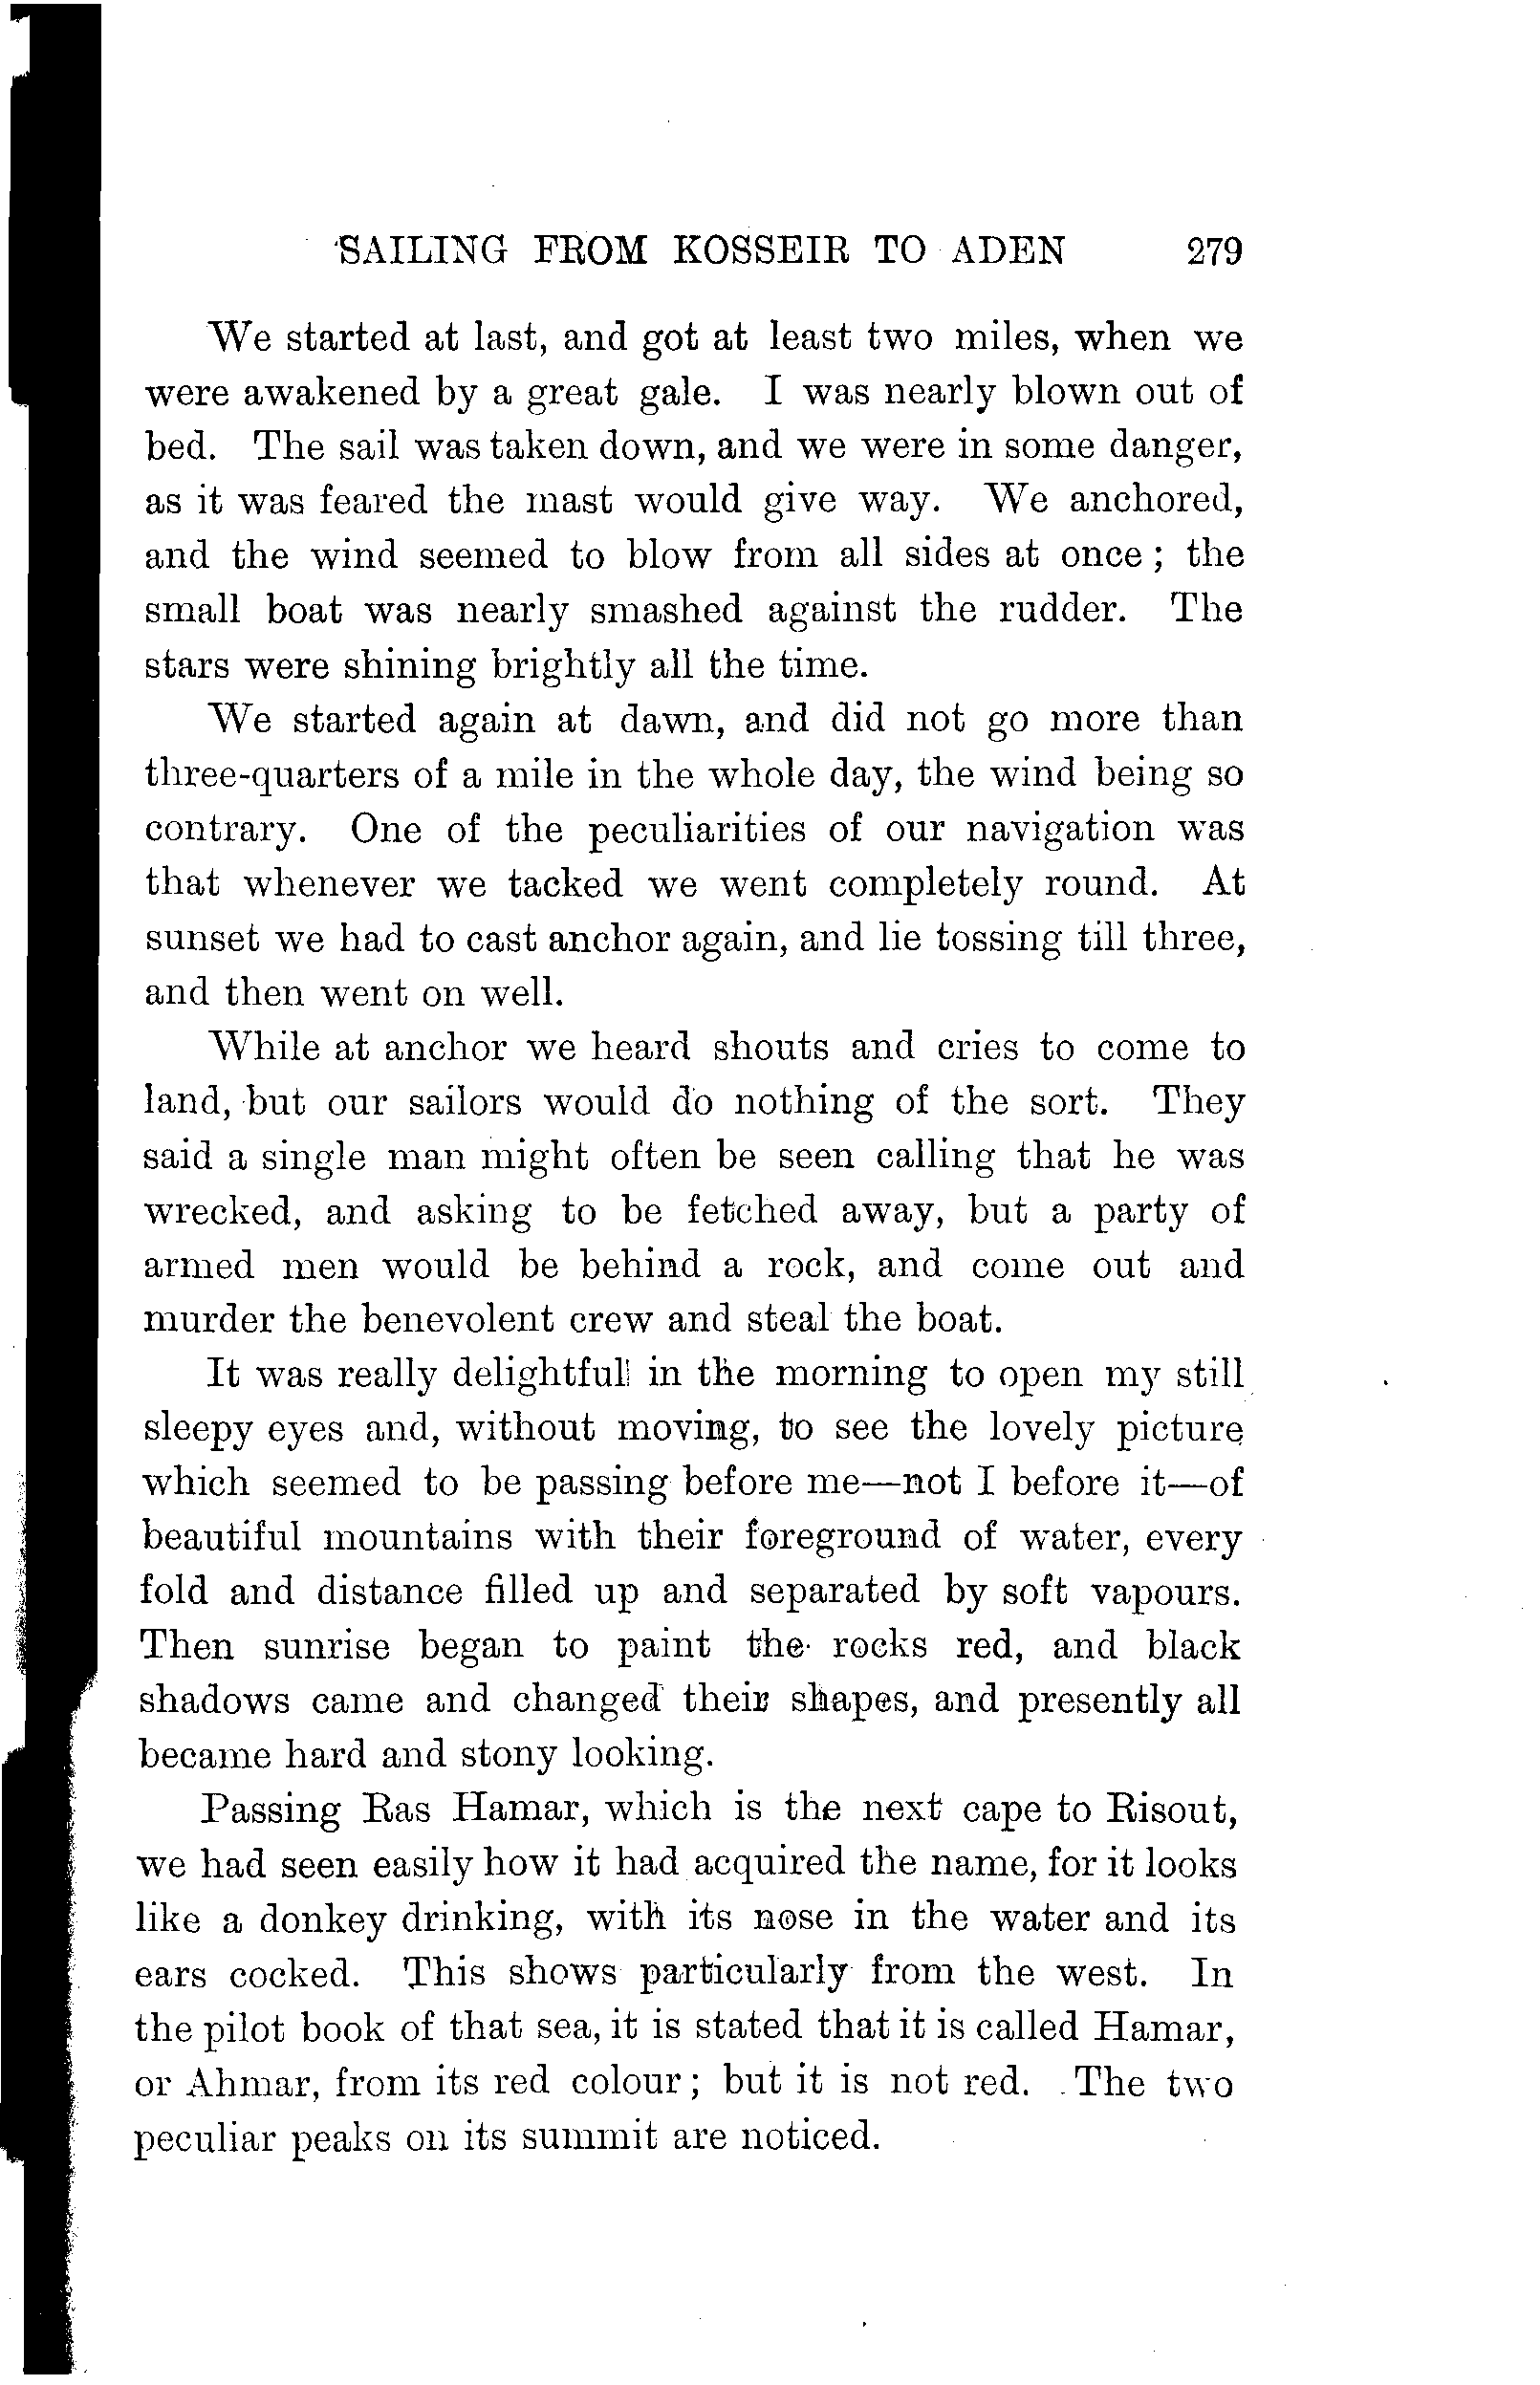 SAILING FROM KOSSEIR TO ADEN 279
We started at last, and got at least two miles, when we
were awakened by a great gale. I was nearly blown out of
bed. The sail was taken down, and we were in some danger,
as it was feared the mast would give way. We anchored,
and the wind seemed to blow from all sides at once; the
small boat was nearly smashed against the rudder. The
stars were shining brightly all the time.
We started again at dawn, and did not go more than
three-quarters of a mile in the whole day, the wind being so
contrary. One of the peculiarities of our navigation was
that whenever we tacked we went completely round. At
sunset we had to cast anchor again, and lie tossing till three,
and then went on well.
While at anchor we heard shouts and cries to come to
land, but our sailors would do nothing of the sort. They
said a single man might often be seen calling that he was
wrecked, and asking to be fetched away, but a party of
armed men would be behind a rock, and come out and
murder the benevolent crew and steal the boat.
It was really delightful in the morning to open my still
sleepy eyes and, without moving, to see the lovely picture
which seemed to be passing before me—not I before it—of
beautiful mountains with their foreground of water, every
fold and distance filled up and separated by soft vapours.
Then sunrise began to paint the rocks red, and black
shadows came and changed their shapes, and presently all
became hard and stony looking.
Passing Ras Hamar, which is the next cape to Risout,
we had seen easily how it had acquired the name, for it looks
like a donkey drinking, with its nose in the water and its
ears cocked. This shows particularly from the west. In
the pilot book of that sea, it is stated that it is called Hamar,
or Ahmar, from its red colour; but it is not red. The two
peculiar peaks on its summit are noticed.